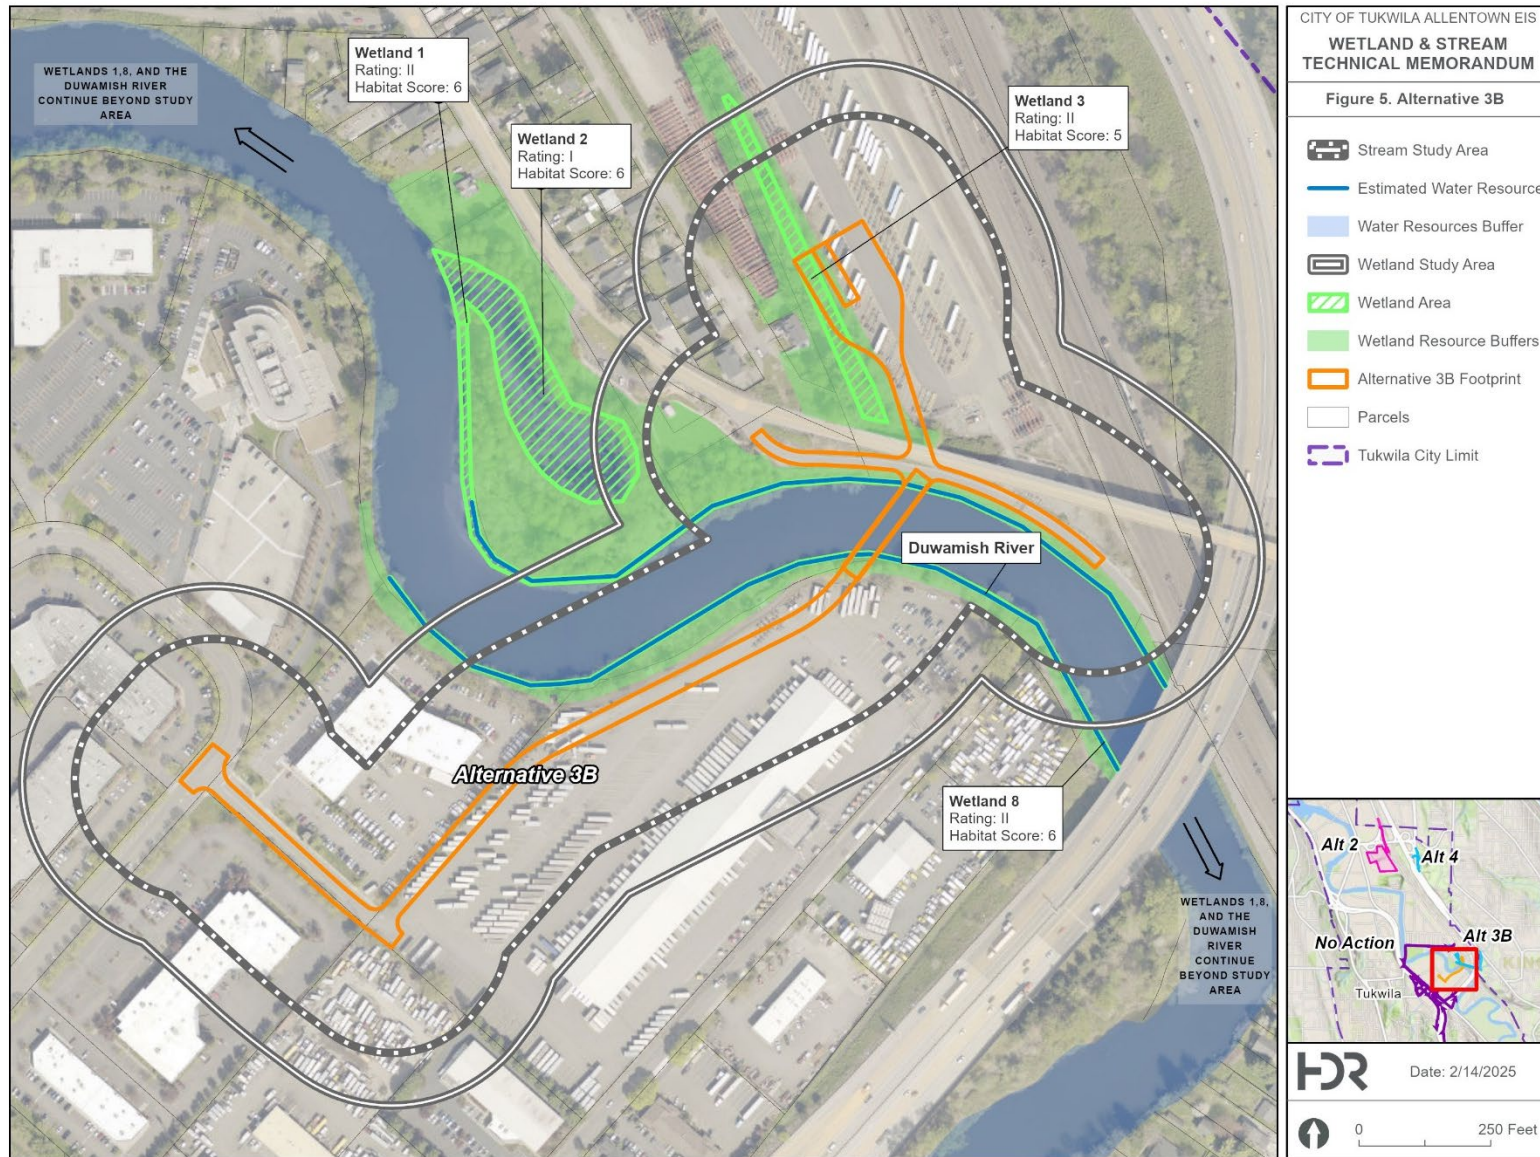 WETLANDS 1,8, AND THE
DUWAMISH RIVER
CONTINUE BEYOND STUDY
AREA
Wetland 1
Rating: II
Habitat Score: 6
Wetland 2
Rating: I
Habitat Score: 6
Wetland 3
Rating: II
Habitat Score: 5
Duwamish River
Alternative 3B
Wetland 8
Rating: II
Habitat Score: 6
WETLANDS 1,8,
AND THE
DUWAMISH
RIVER
CONTINUE
BEYOND STUDY
AREA
CITY OF TUKWILA ALLENTOWN EIS
WETLAND & STREAM
TECHNICAL MEMORANDUM
Figure 5. Alternative 3B
Stream Study Area
Estimated Water Resource
Water Resources Buffer
Wetland Study Area
Wetland Area
Wetland Resource Buffers
Alternative 3B Footprint
Parcels
Tukwila City Limit
Alt 2
Alt 4
No Action
Alt 3B
KIN
Tukwila
HDR
Date: 2/14/2025
0 250 Feet